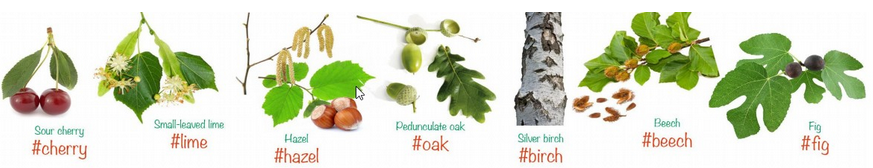 Sour cherry
#cherry
Small-leaved lime
#lime
Hazel
#hazel
Pedunculate oak
#oak
Silver birch
#birch
Beech
#beech
Fig
#fig